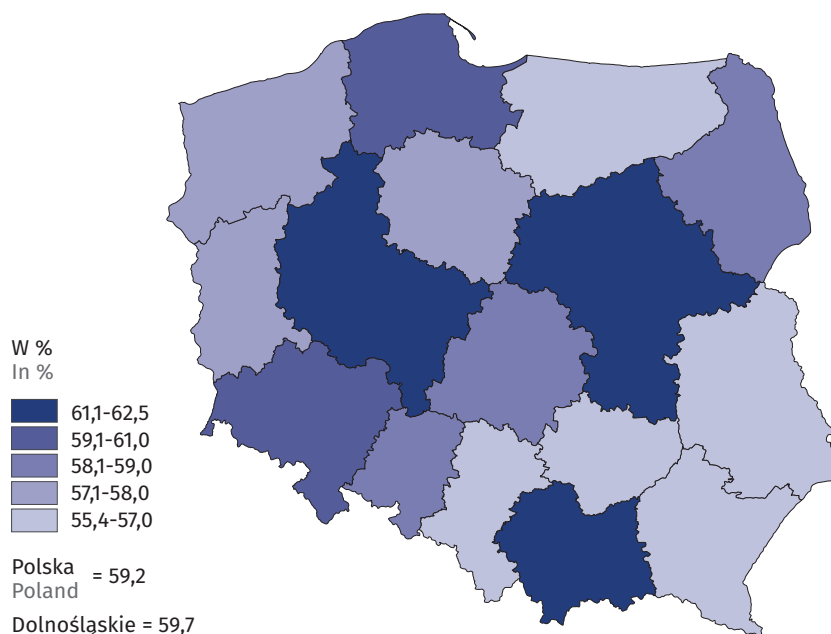 W %
In %
61,1-62,5
59,1-61,0
58,1-59,0
57,1-58,0
55,4-57,0
Polska
Poland = 59,2
Dolnośląskie = 59,7